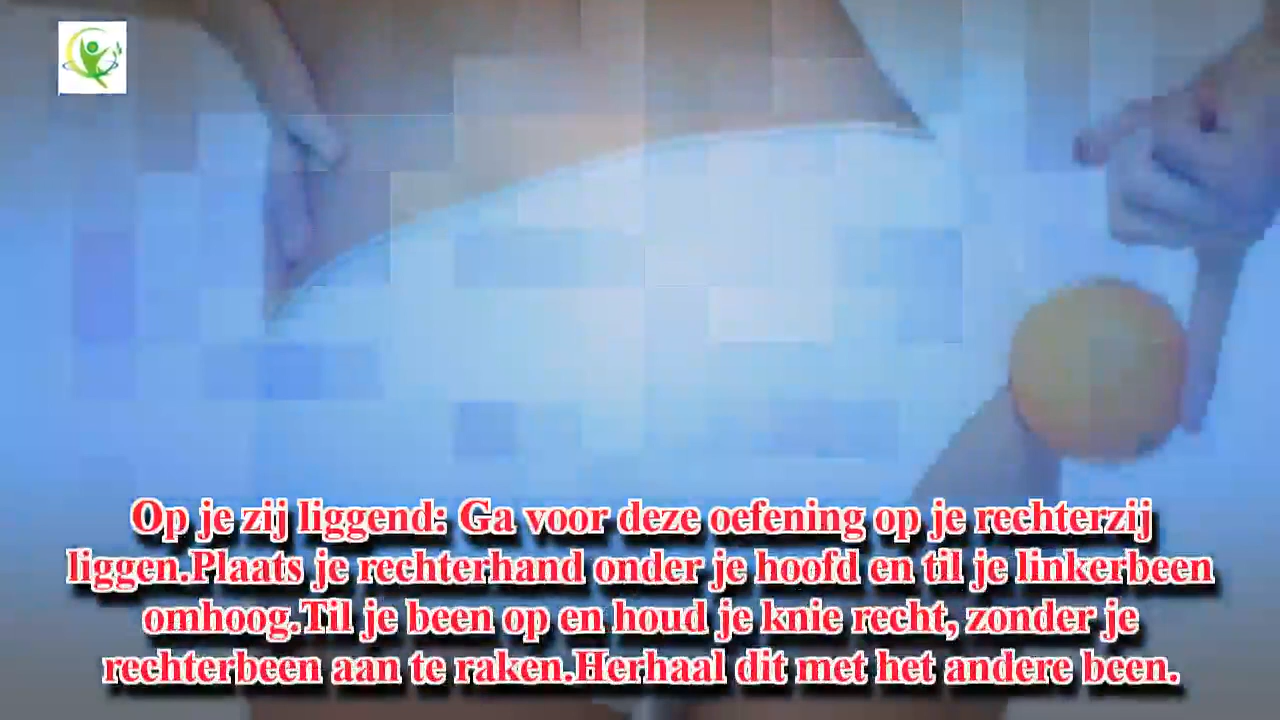 Op je zij liggend: Ga voor deze oefening op je rechterzij
liggen.Plaats je rechterhand onder je hoofd en til je linkerbeen
omhoog.Til je been op en houd je knie recht, zonder je
rechterbeen aan te raken.Herhaal dit met het andere been.